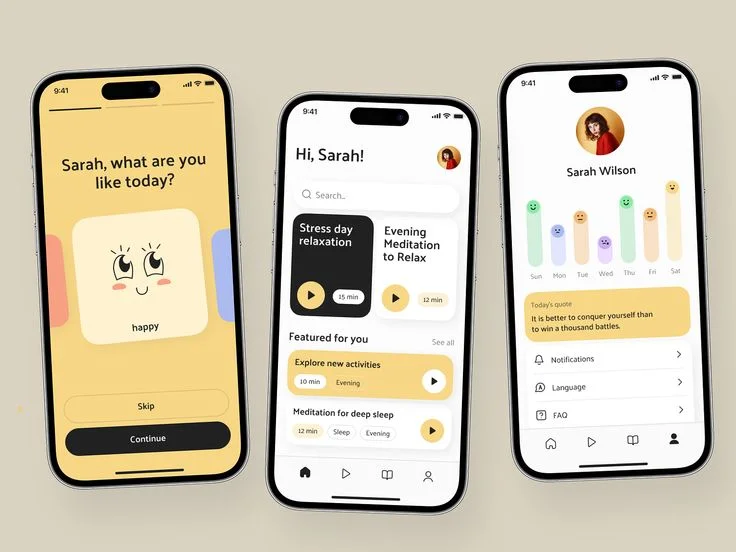 9:41
Sarah, what are you
like today?
happy
Skip
Continue
9:41
Hi, Sarah!
Search..
Stress day
relaxation
15 min
Evening
Meditation
to Relax
12 min
Featured for you
See all
Explore new activities
10 min
Evening
Meditation for deep sleep
12 min
Sleep
Evening
9:41
Sarah Wilson
Sun
Mon
Tue
Wed
Thu
Fri
Sat
Today's quote
It is better to conquer yourself than
to win a thousand battles.
Notifications
Language
FAQ